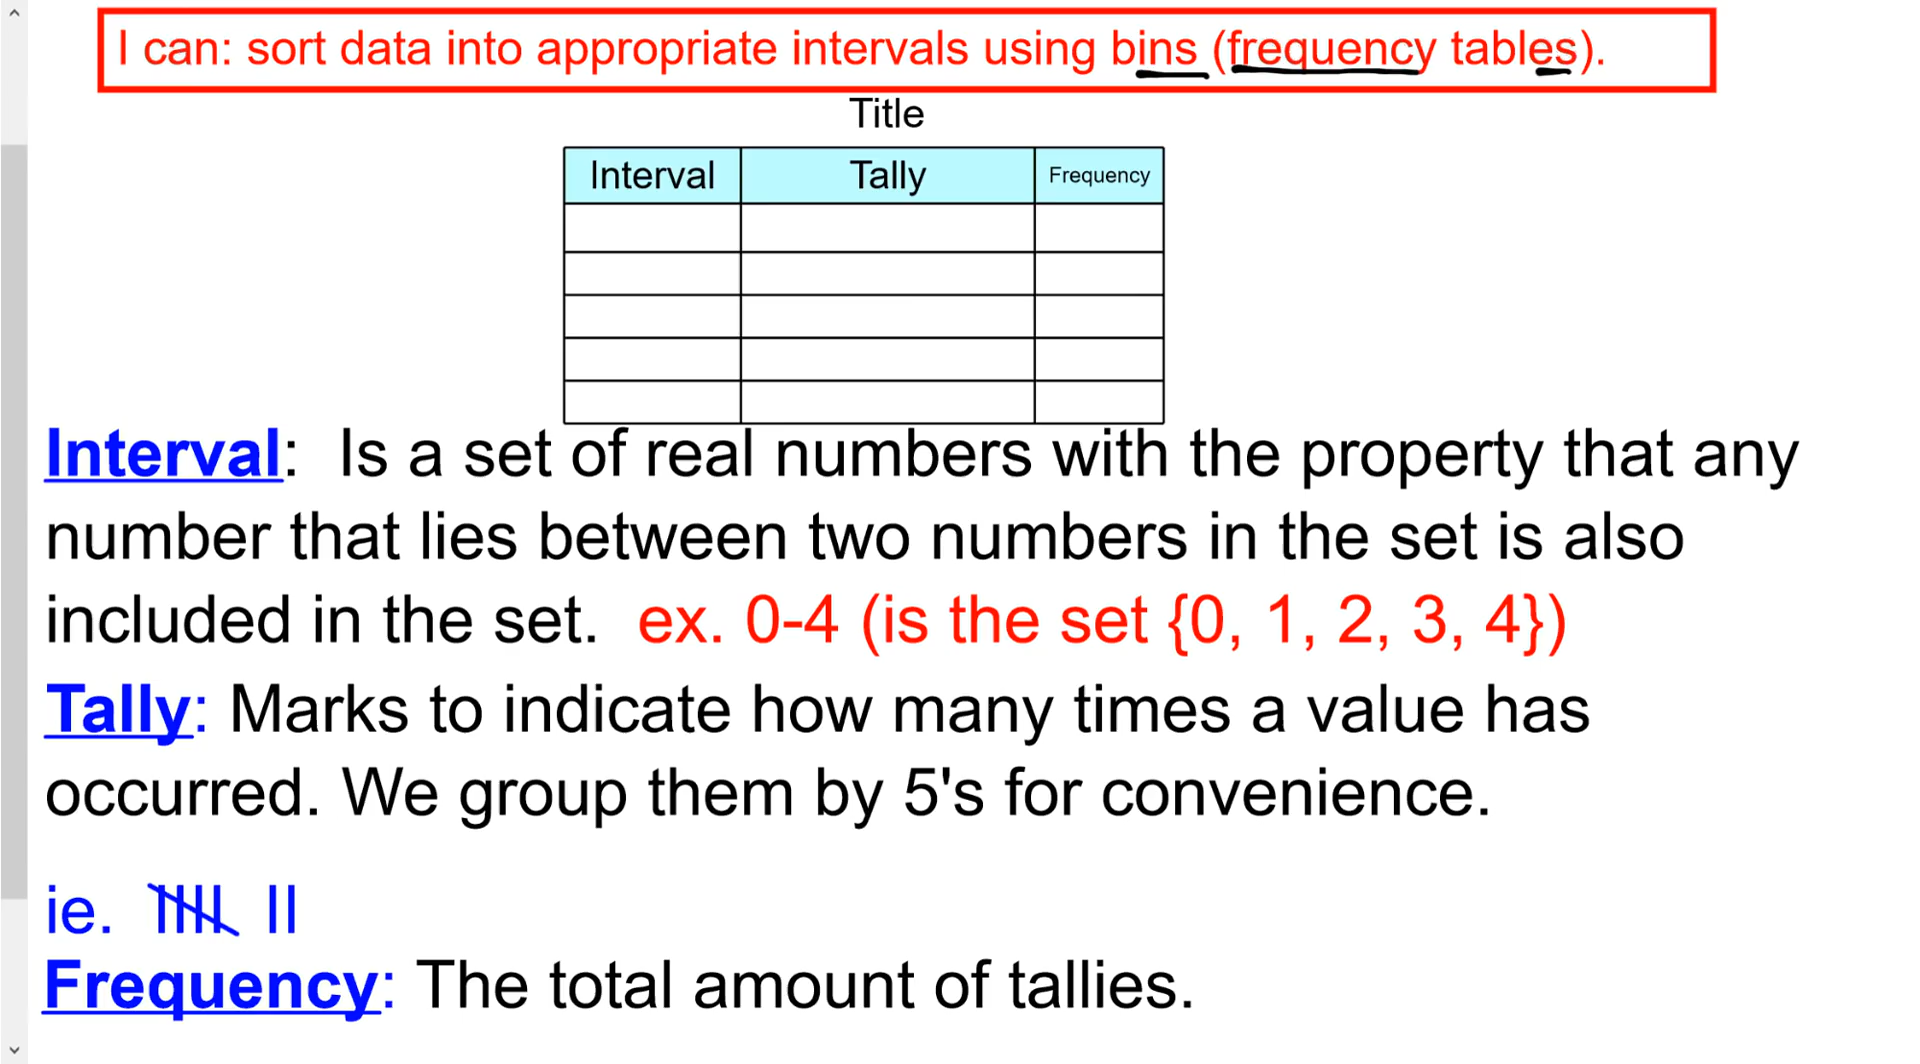 I can: sort data into appropriate intervals using bins (frequency tables).
Title
Interval Tally Frequency
Interval: Is a set of real numbers with the property that any
number that lies between two numbers in the set is also
included in the set. ex. 0-4 (is the set {0, 1, 2, 3, 4})
Tally: Marks to indicate how many times a value has
occurred. We group them by 5's for convenience.
ie. IIII II
Frequency: The total amount of tallies.